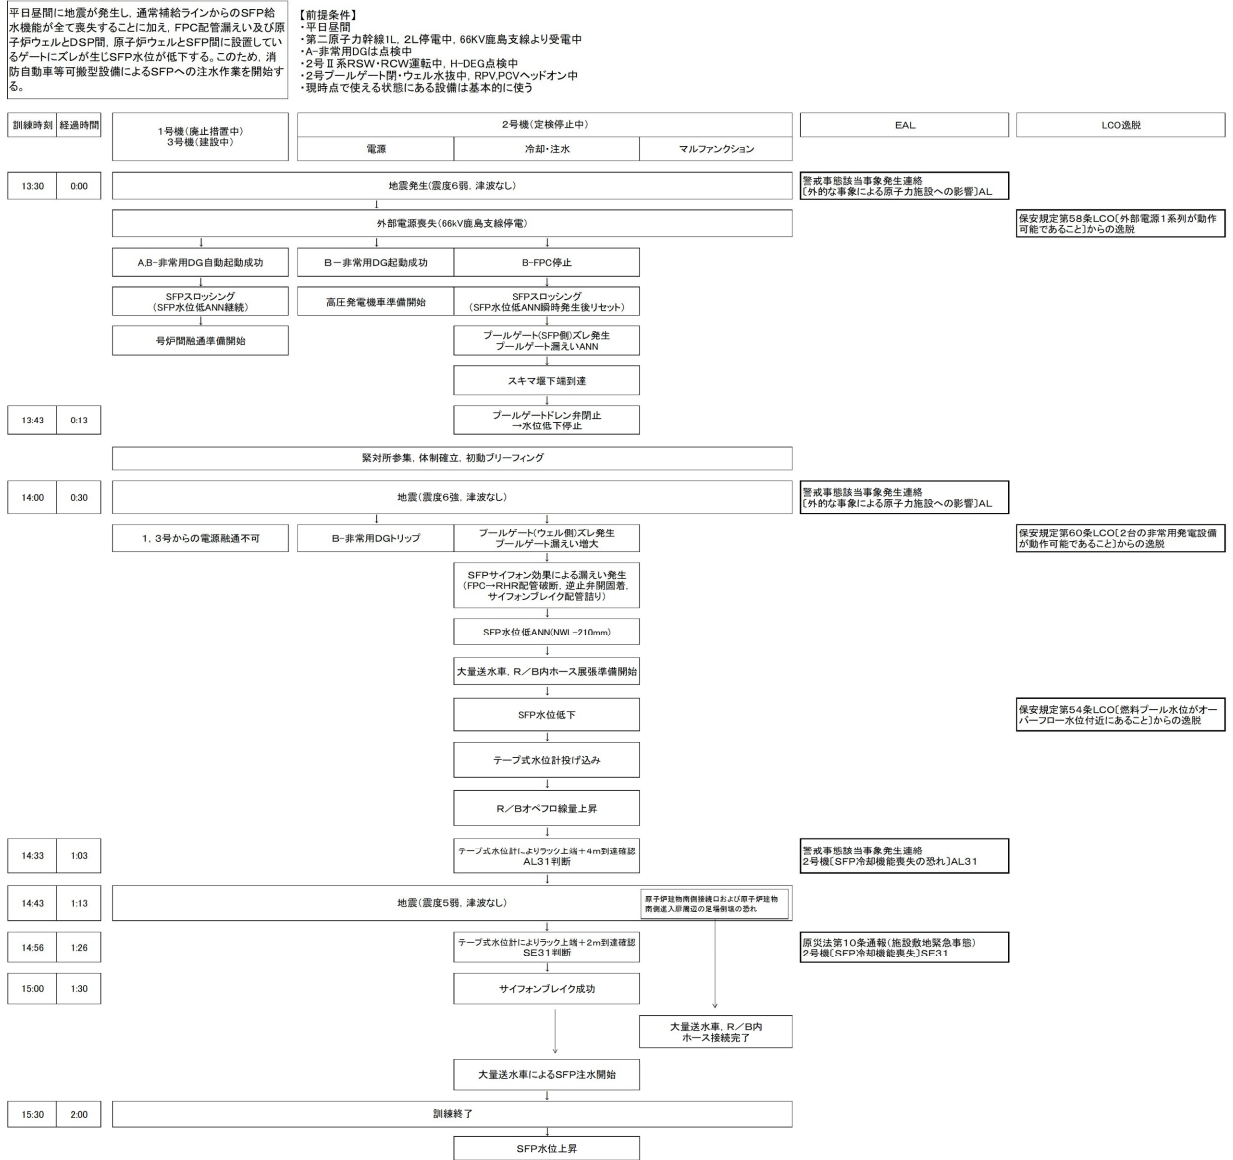 平日昼間に地震が発生し，通常補給ラインからのSFP給
水機能が全て喪失することに加え，FPC配管漏えい及び原
子炉ウェルとDSP間，原子炉ウェルとSFP間に設置してい
るゲートにズレが生じSFP水位が低下する。このため，消
防自動車等可搬型設備によるSFPへの注水作業を開始す
る。
【前提条件】
・平日昼間
・第二原子力幹線1L，2L停電中，66KV鹿島支線より受電中
・A-非常用DGは点検中
・2号Ⅱ系RSW・RCW運転中，H-DEG点検中
・2号プールゲート閉・ウェル水抜中，RPV,PCVヘッドオン中
・現時点で使える状態にある設備は基本的に使う
訓練時刻 経過時間
1号機（廃止措置中）
3号機（建設中）
2号機（定検停止中）
電源 冷却・注水 マルファンクション
EAL
LCO逸脱
13:30 0:00
地震発生（震度6弱，津波なし）
警戒事態該当事象発生連絡
〔外的な事象による原子力施設への影響〕AL
外部電源喪失（66kV鹿島支線停電）
保安規定第58条LCO〔外部電源1系列が動作
可能であること〕からの逸脱
A,B-非常用DG自動起動成功
B－非常用DG起動成功
B-FPC停止
SFPスロッシング
（SFP水位低ANN継続）
高圧発電機車準備開始
SFPスロッシング
（SFP水位低ANN瞬時発生後リセット）
号炉間融通準備開始
プールゲート（SFP側）ズレ発生
プールゲート漏えいANN
スキマ堰下端到達
13:43 0:13
プールゲートドレン弁閉止
→水位低下停止
緊対所参集，体制確立，初動ブリーフィング
14:00 0:30
地震（震度6強，津波なし）
警戒事態該当事象発生連絡
〔外的な事象による原子力施設への影響〕AL
1，3号からの電源融通不可
B-非常用DGトリップ
プールゲート（ウェル側）ズレ発生
プールゲート漏えい増大
保安規定第60条LCO〔2台の非常用発電設備
が動作可能であること〕からの逸脱
SFPサイフォン効果による漏えい発生
（FPC→RHR配管破断，逆止弁開固着，
サイフォンブレイク配管詰り）
SFP水位低ANN(NWL-210mm)
大量送水車，R／B内ホース展張準備開始
SFP水位低下
保安規定第54条LCO〔燃料プール水位がオー
バーフロー水位付近にあること〕からの逸脱
テープ式水位計投げ込み
R／Bオペフロ線量上昇
14:33 1:03
テープ式水位計によりラック上端＋4m到達確認
AL31判断
警戒事態該当事象発生連絡
2号機〔SFP冷却機能喪失の恐れ〕AL31
14:43 1:13
地震（震度5弱，津波なし）
原子炉建物南側接続口および原子炉建物
南側進入扉周辺の足場倒壊の恐れ
14:56 1:26
テープ式水位計によりラック上端＋2m到達確認
SE31判断
原災法第10条通報（施設敷地緊急事態）
2号機〔SFP冷却機能喪失〕SE31
15:00 1:30
サイフォンブレイク成功
大量送水車，R／B内
ホース接続完了
大量送水車によるSFP注水開始
15:30 2:00
訓練終了
SFP水位上昇